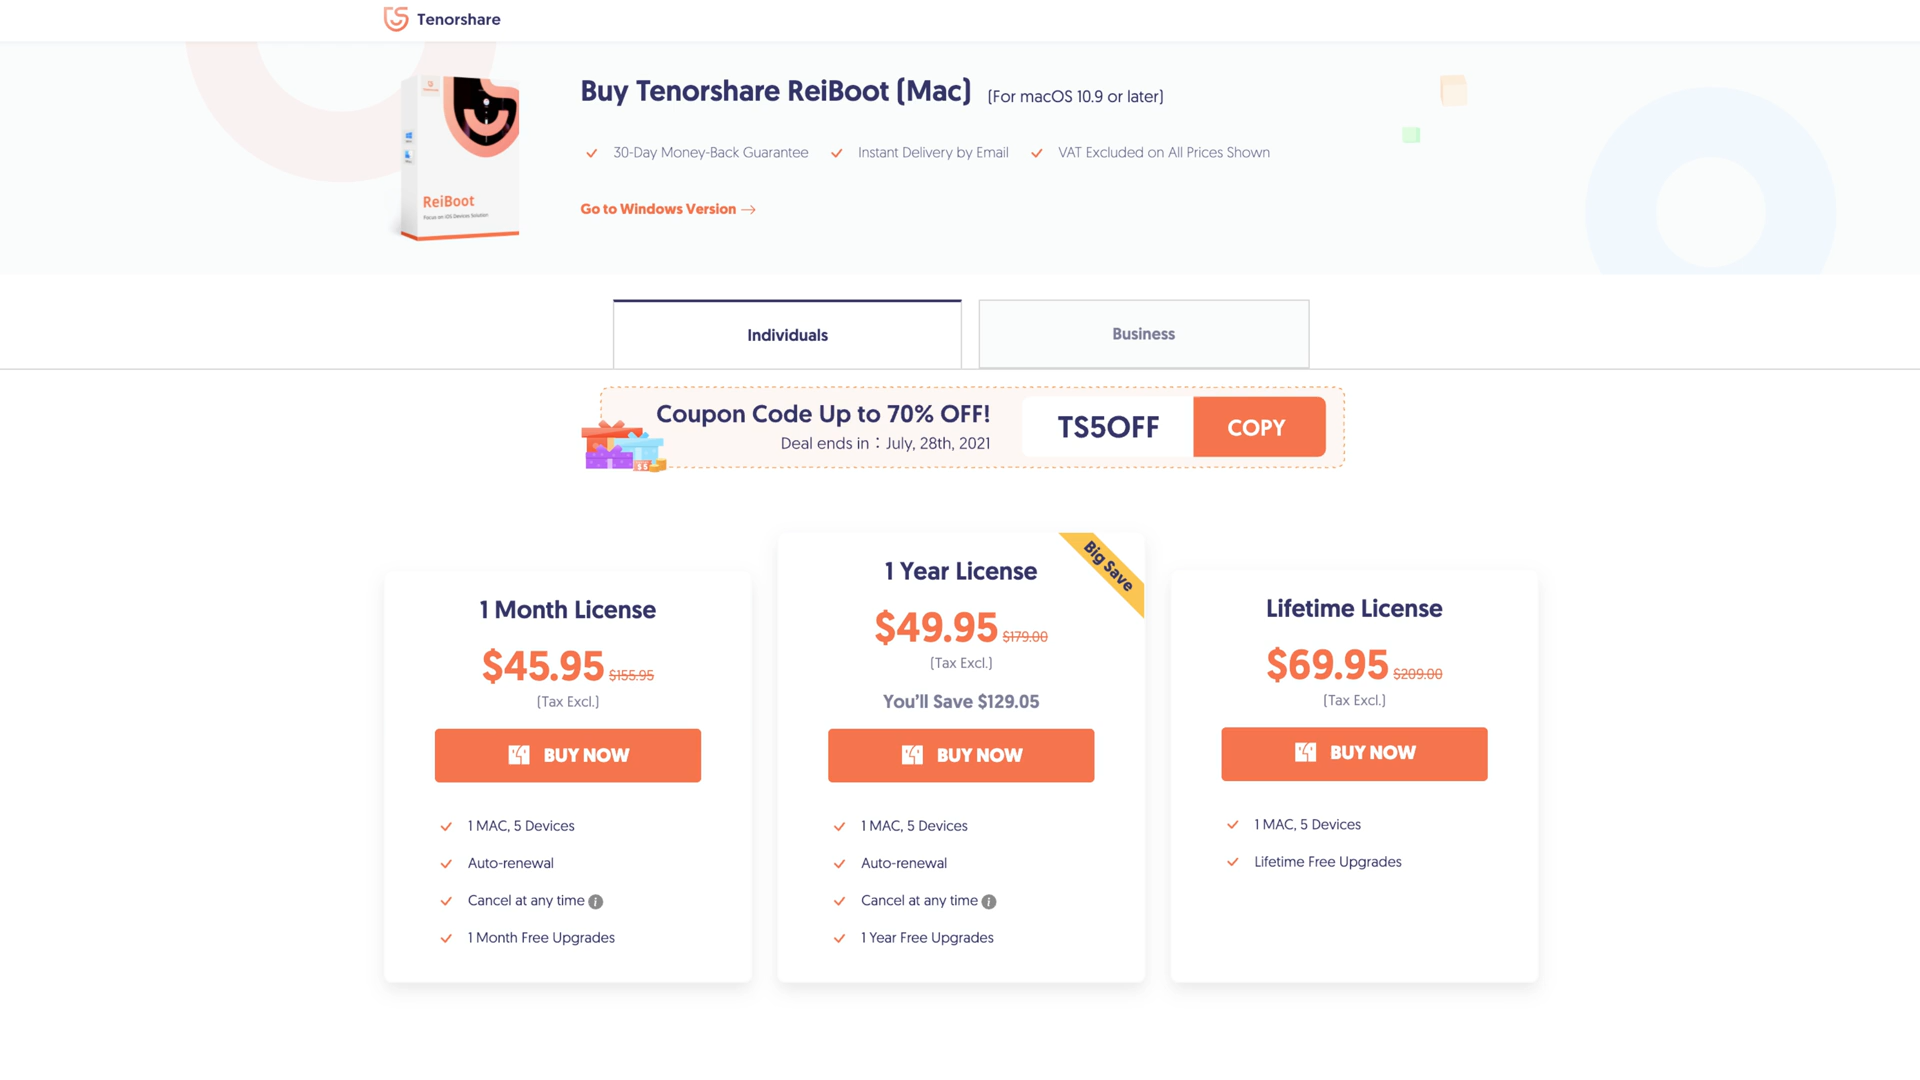 Tenorshare
Buy Tenorshare ReiBoot (Mac) (For macOS 10.9 or later)
30-Day Money-Back Guarantee Instant Delivery by Email VAT Excluded on All Prices Shown
Go to Windows Version
ReiBoot
Focus on iOS Devices Solution
Individuals
Business
Coupon Code Up to 70% OFF!
Deal ends in : July, 28th, 2021
TS5OFF
COPY
1 Month License
$45.95 $155.95
(Tax Excl.)
BUY NOW
1 MAC, 5 Devices
Auto-renewal
Cancel at any time
1 Month Free Upgrades
Big Save
1 Year License
$49.95 $179.00
(Tax Excl.)
You'll Save $129.05
BUY NOW
1 MAC, 5 Devices
Auto-renewal
Cancel at any time
1 Year Free Upgrades
Lifetime License
$69.95 $209.00
(Tax Excl.)
BUY NOW
1 MAC, 5 Devices
Lifetime Free Upgrades